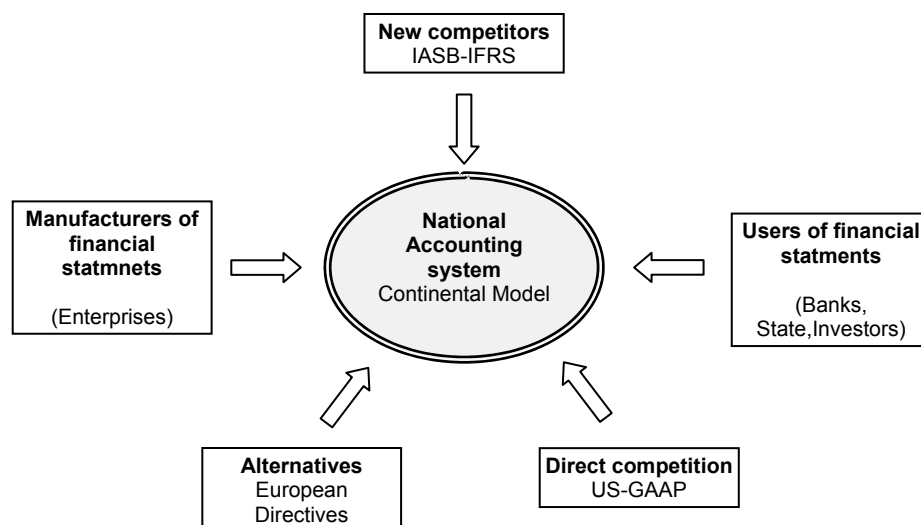 New competitors
IASB-IFRS
Manufacturers of
financial
statmnets
(Enterprises)
National
Accounting
system
Continental Model
Users of financial
statments
(Banks,
State,Investors)
Alternatives
European
Directives
Direct competition
US-GAAP